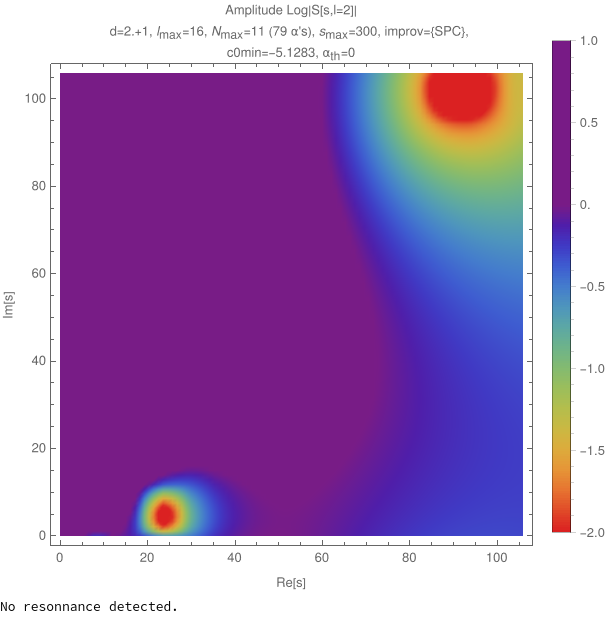 Amplitude Log|S[s,l=2]|
d=2.+1, lmax=16, Nmax=11 (79 α's), smax=300, improv={SPC},
c0min=−5.1283, αth=0
1.0
100
0.5
80
0.
60
−0.5
Im[s]
40
−1.0
20
−1.5
0
−2.0
0 20 40 60 80 100
Re[s]
No resonnance detected.